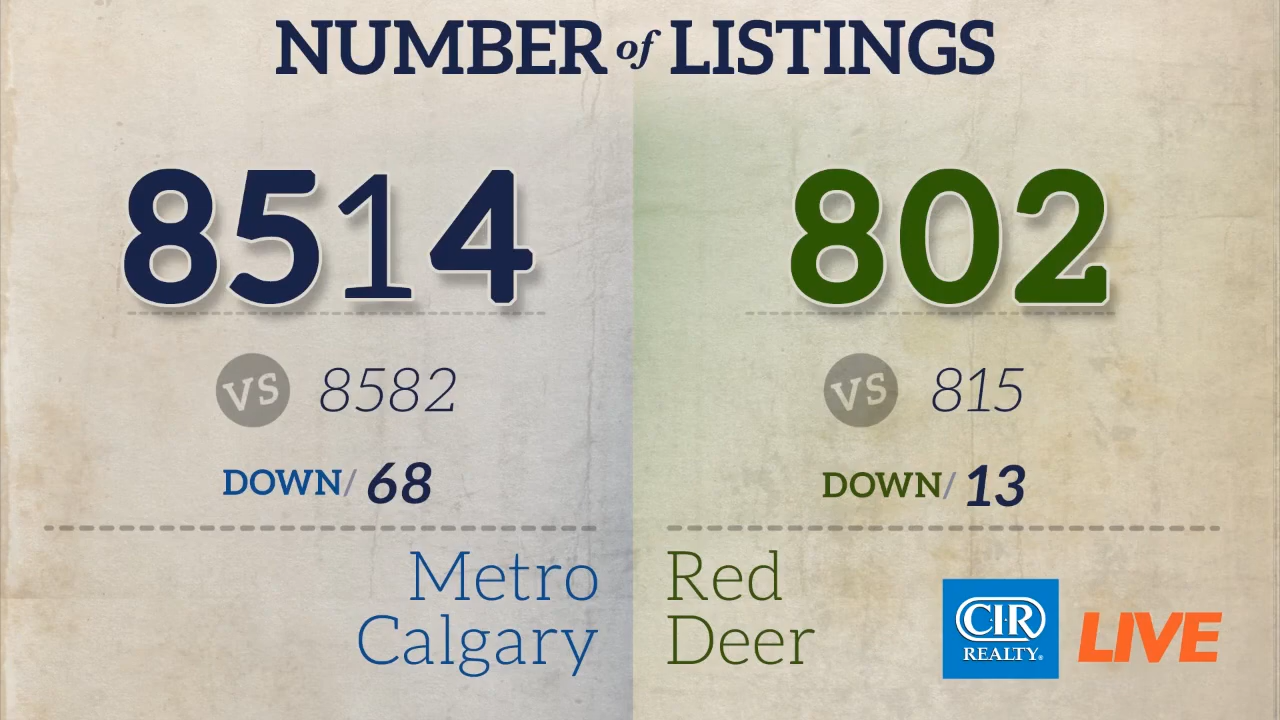 NUMBER of LISTINGS
8514
VS 8582
DOWN/ 68
Metro
Calgary
802
VS 815
DOWN/ 13
Red
Deer
CIR
REALTY.
LIVE